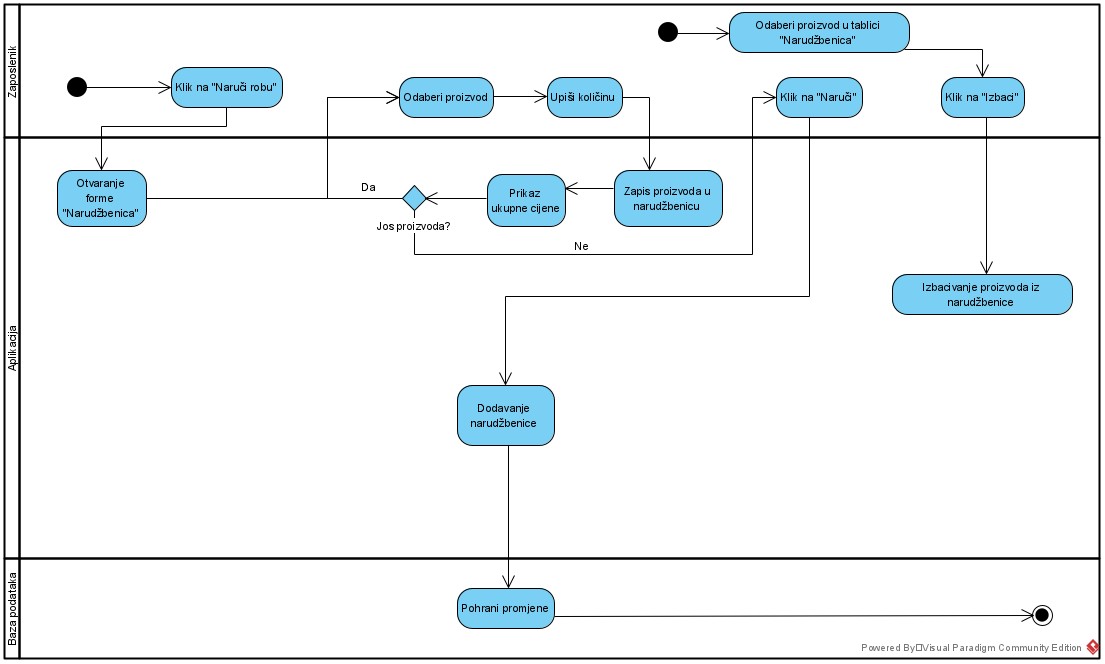 Zaposlenik
Odaberi proizvod u tablici
"Narudžbenica"
Klik na "Naruči robu"
Odaberi proizvod
Upiši količinu
Klik na "Naruči"
Klik na "Izbaci"
Aplikacija
Otvaranje
forme
"Narudžbenica"
Da
Prikaz
ukupne cijene
Zapis proizvoda u
narudžbenicu
Jos proizvoda?
Ne
Izbacivanje proizvoda iz
narudžbenice
Dodavanje
narudžbenice
Baza podataka
Pohrani promjene
Powered By Visual Paradigm Community Edition